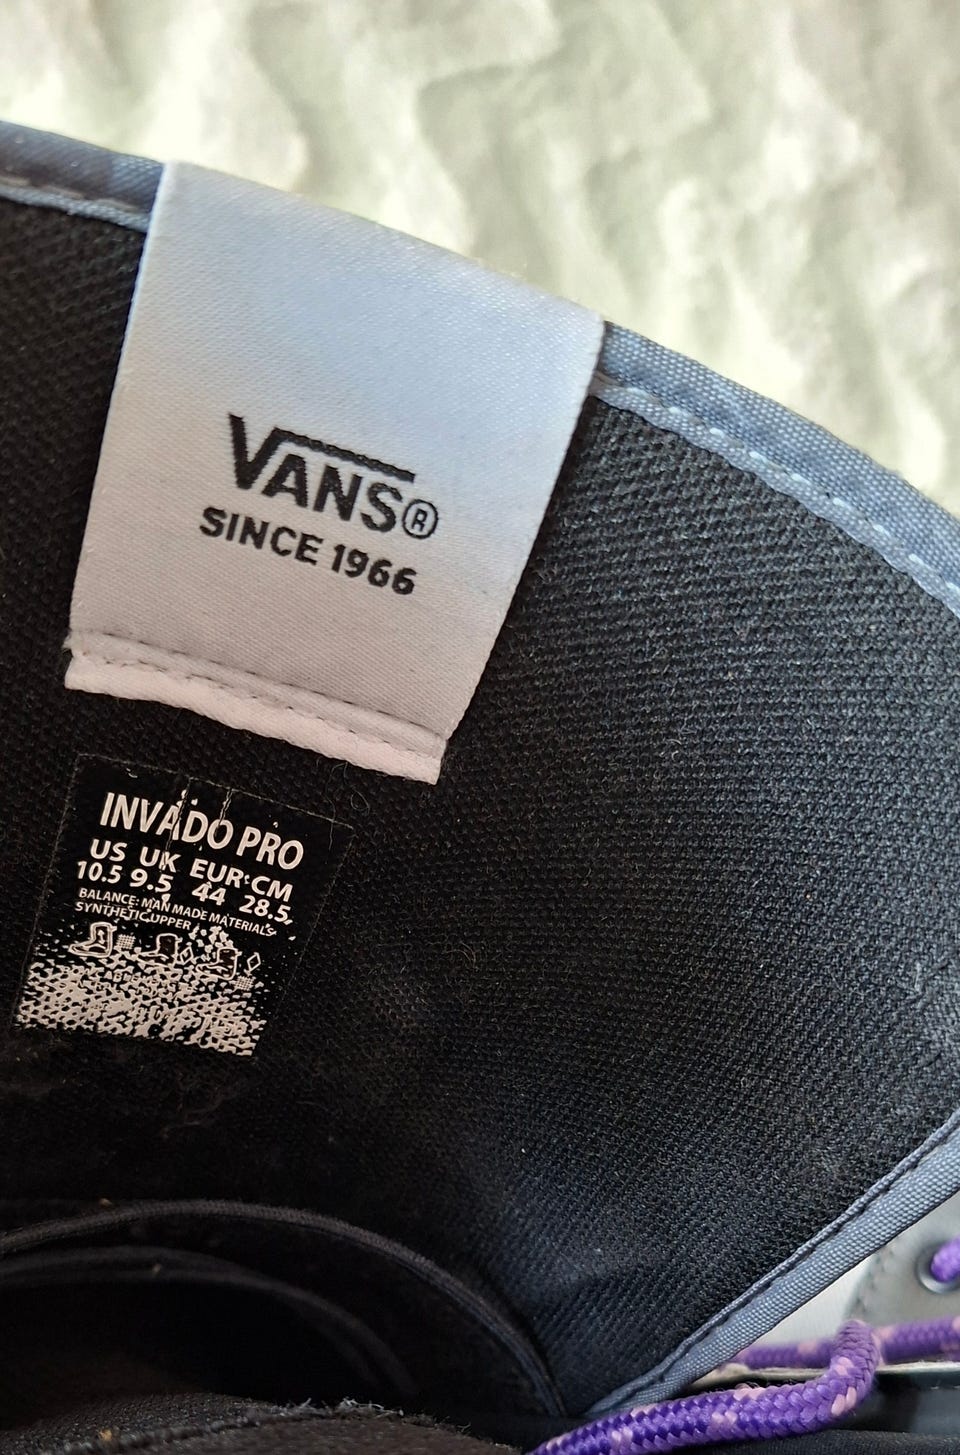 VANS®
SINCE 1966
INVADO PRO
US UK EUR CM
10.5 9.5 44 28.5
BALANCE: MAN MADE MATERIALS
SYNTHETIC UPPER